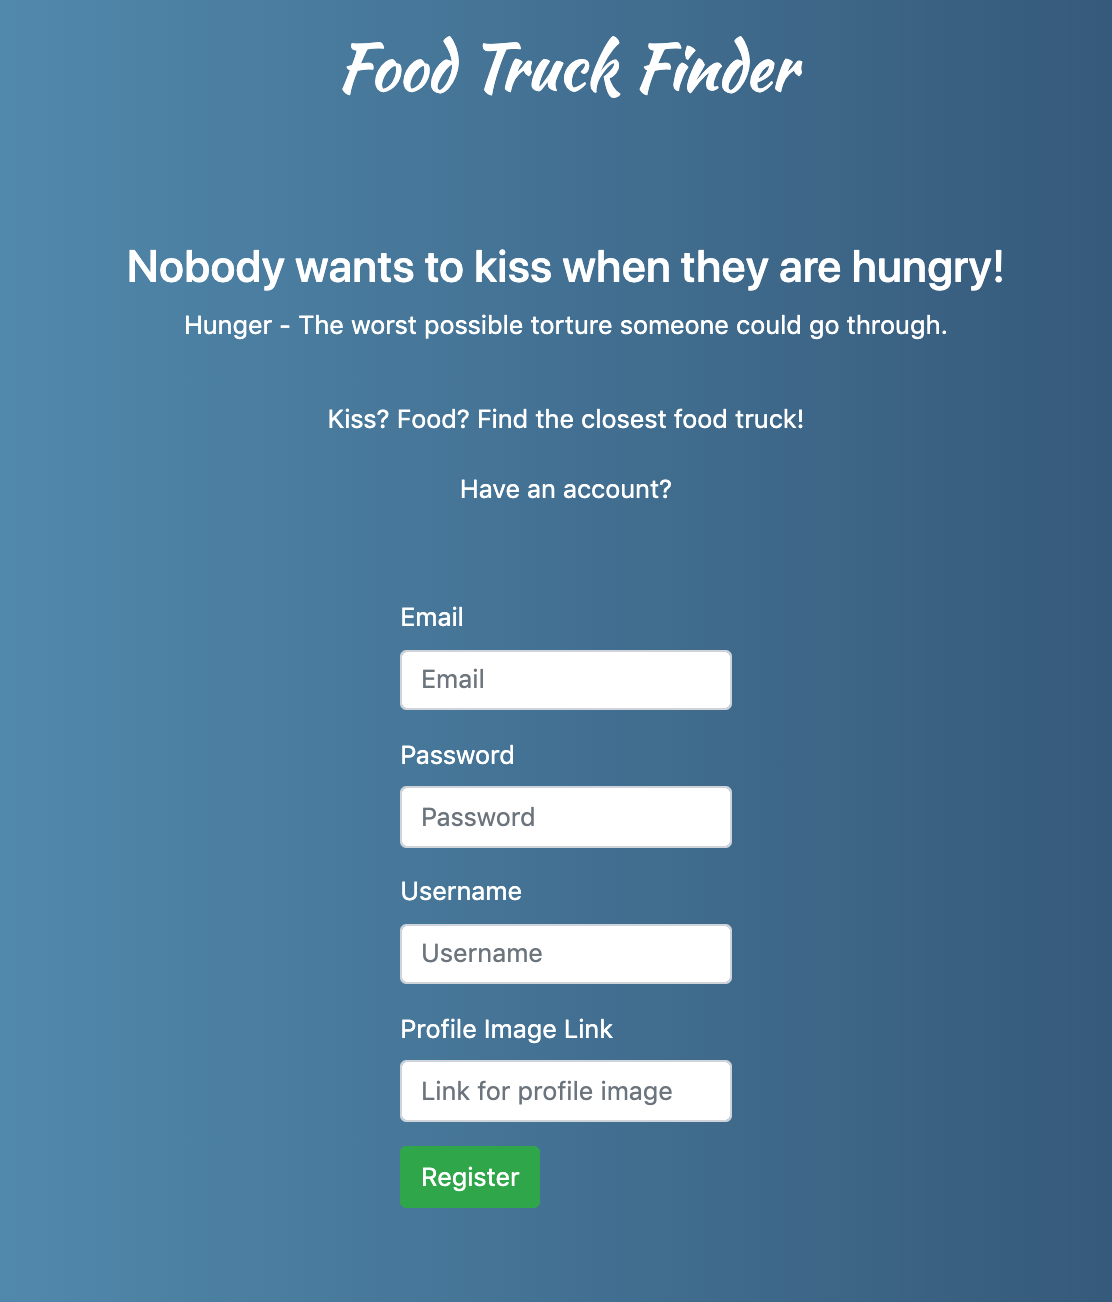 Food Truck Finder
Nobody wants to kiss when they are hungry!
Hunger - The worst possible torture someone could go through.
Kiss? Food? Find the closest food truck!
Have an account?
Email
Email
Password
Password
Username
Username
Profile Image Link
Link for profile image
Register